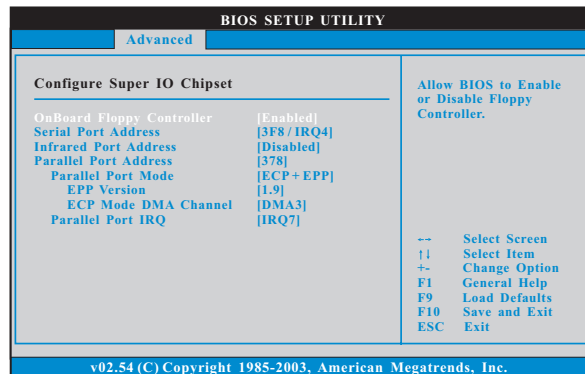 BIOS SETUP UTILITY
Advanced
Configure Super IO Chipset
OnBoard Floppy Controller [Enabled]
Serial Port Address [3F8 / IRQ4]
Infrared Port Address [Disabled]
Parallel Port Address [378]
Parallel Port Mode [ECP + EPP]
EPP Version [1.9]
ECP Mode DMA Channel [DMA3]
Parallel Port IRQ [IRQ7]
Allow BIOS to Enable
or Disable Floppy
Controller.
←→ Select Screen
↑↓ Select Item
+- Change Option
F1 General Help
F9 Load Defaults
F10 Save and Exit
ESC Exit
v02.54 (C) Copyright 1985-2003, American Megatrends, Inc.